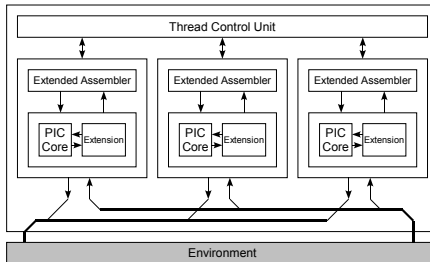 Thread Control Unit
Extended Assembler
Extended Assembler
Extended Assembler
PIC
Core
Extension
PIC
Core
Extension
PIC
Core
Extension
Environment